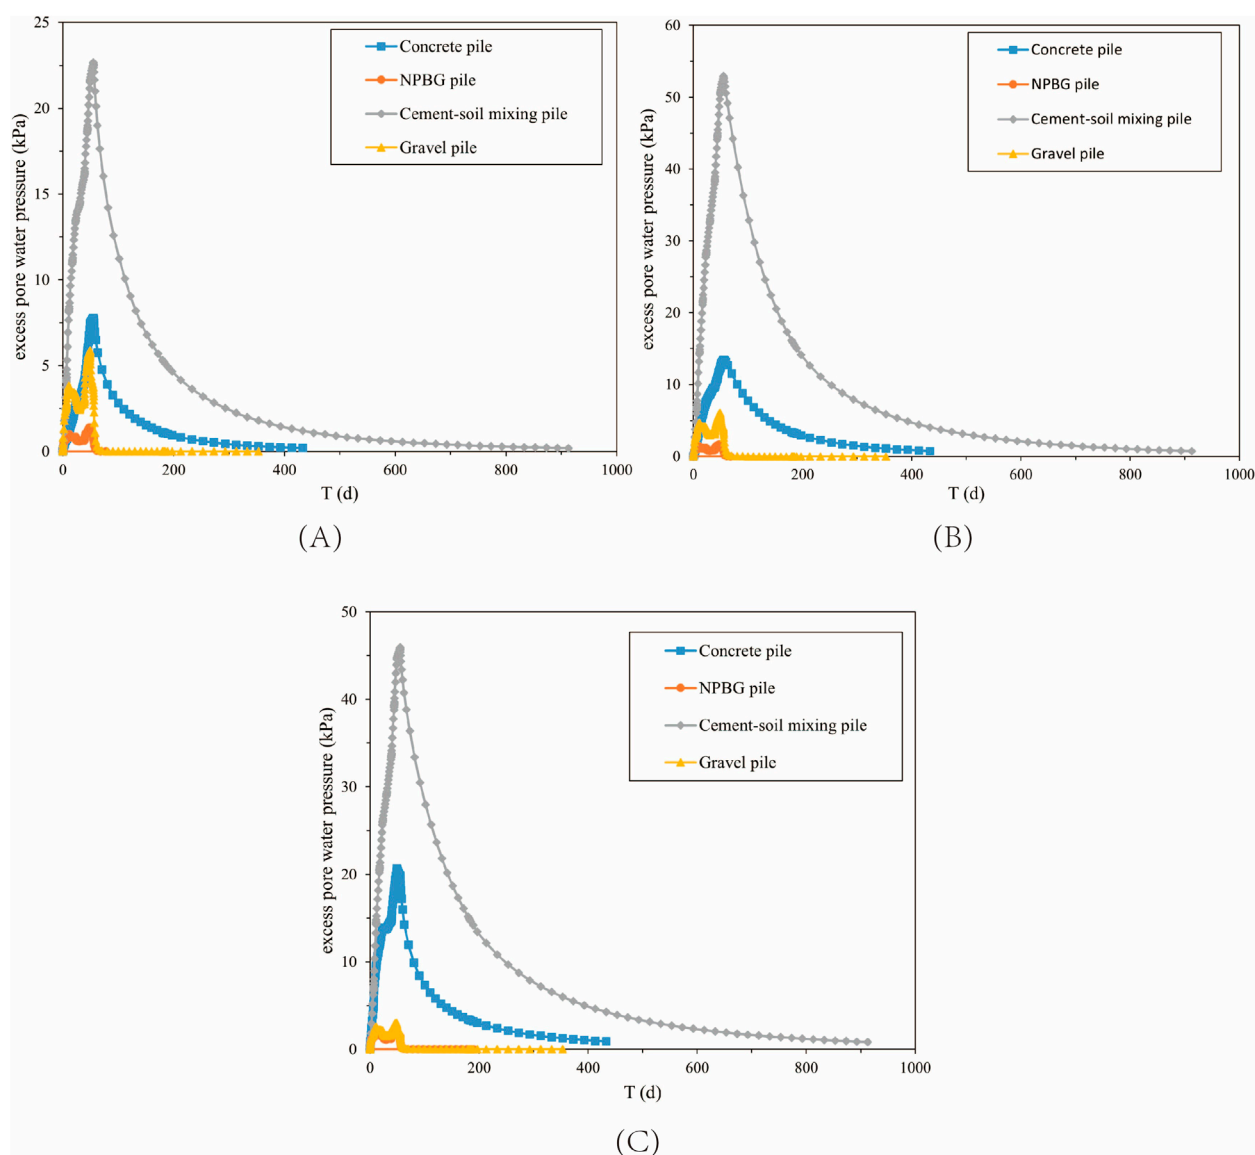 25
20
15
10
5
0
excess pore water pressure (kPa)
Concrete pile
NPBG pile
Cement-soil mixing pile
Gravel pile
0 200 400 600 800 1000
T (d)
(A)
60
50
40
30
20
10
0
excess pore water pressure (kPa)
Concrete pile
NPBG pile
Cement-soil mixing pile
Gravel pile
0 200 400 600 800 1000
T (d)
(B)
50
40
30
20
10
0
excess pore water pressure (kPa)
Concrete pile
NPBG pile
Cement-soil mixing pile
Gravel pile
0 200 400 600 800 1000
T (d)
(C)